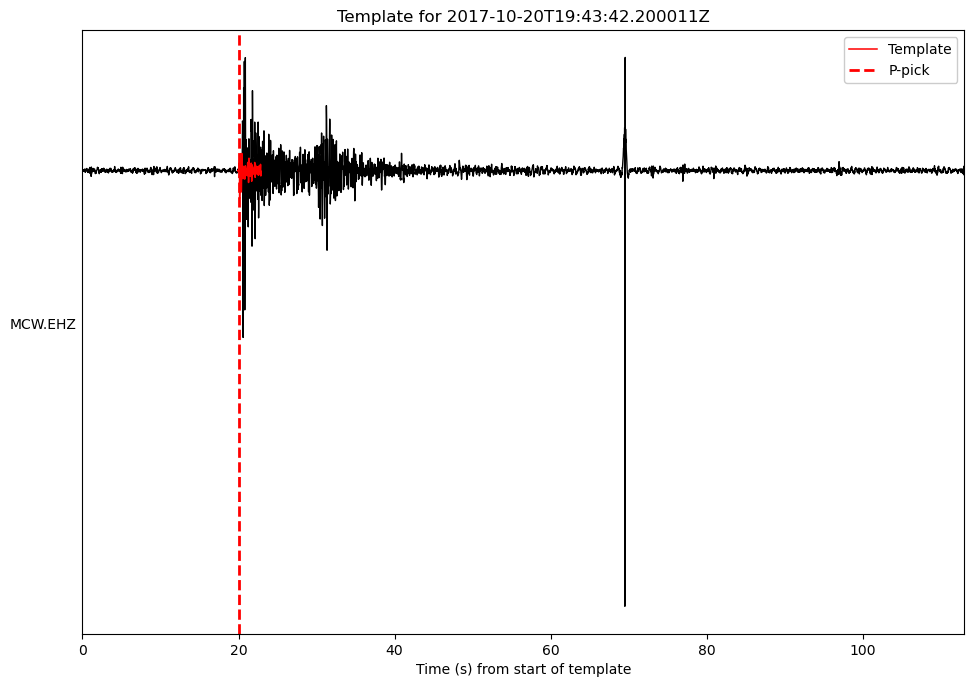 Template for 2017-10-20T19:43:42.200011Z
Template
P-pick
MCW.EHZ
0 20 40 60 80 100
Time (s) from start of template